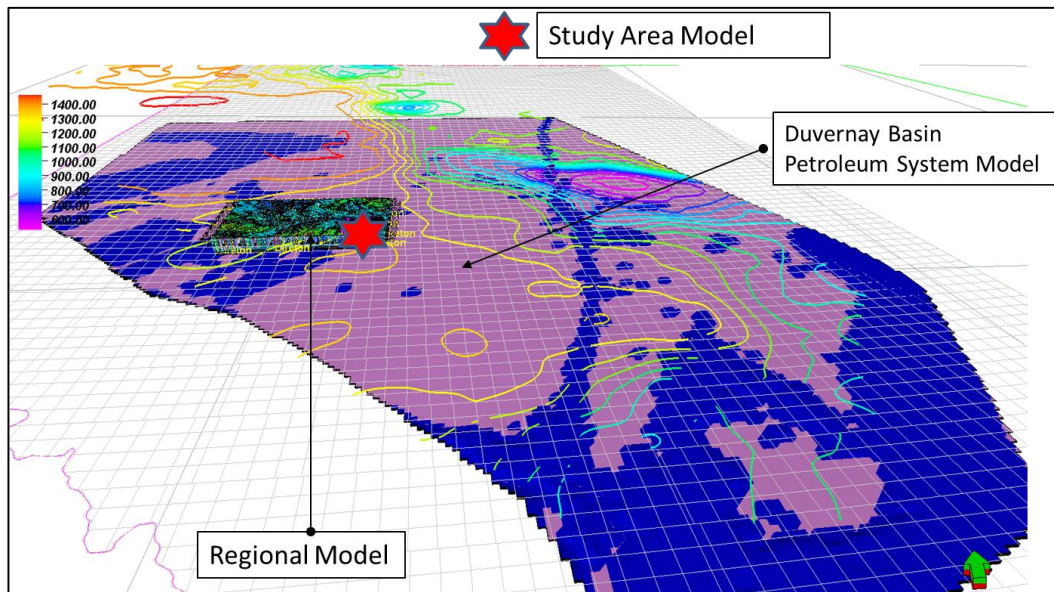 Study Area Model
1400.00
1300.00
1200.00
1100.00
1000.00
900.00
800.00
Duvernay Basin
Petroleum System Model
Regional Model